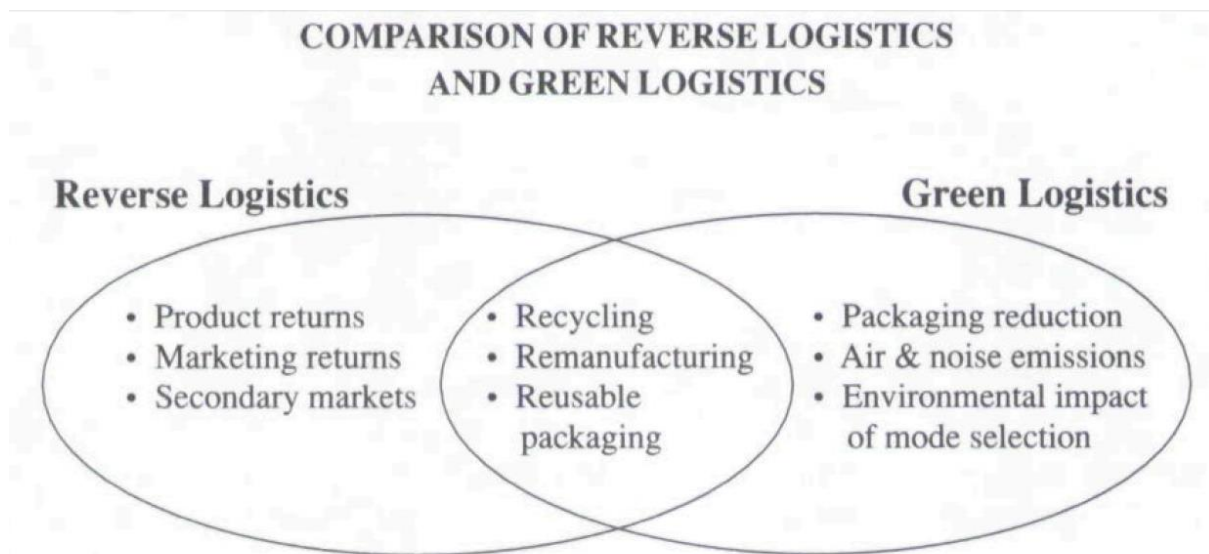 COMPARISON OF REVERSE LOGISTICS
AND GREEN LOGISTICS
Reverse Logistics
Green Logistics
• Product returns
• Marketing returns
• Secondary markets
• Recycling
• Remanufacturing
• Reusable
packaging
• Packaging reduction
• Air & noise emissions
• Environmental impact
of mode selection